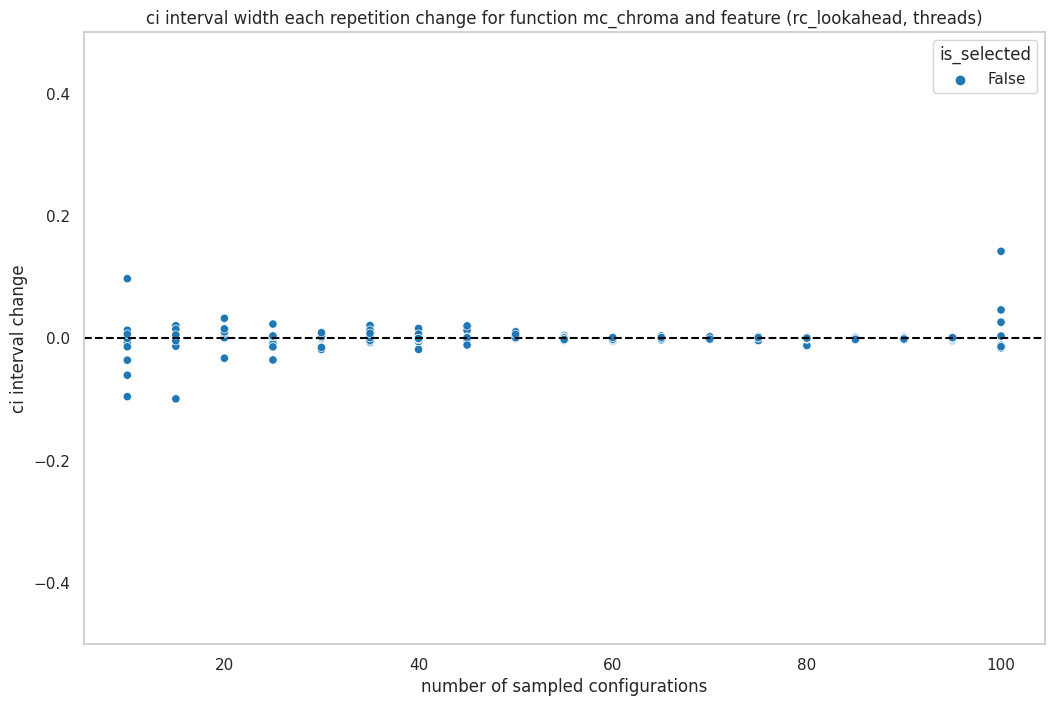 ci interval width each repetition change for function mc_chroma and feature (rc_lookahead, threads)
is_selected
False
0.4
0.2
0.0
−0.2
−0.4
ci interval change
20 40 60 80 100
number of sampled configurations